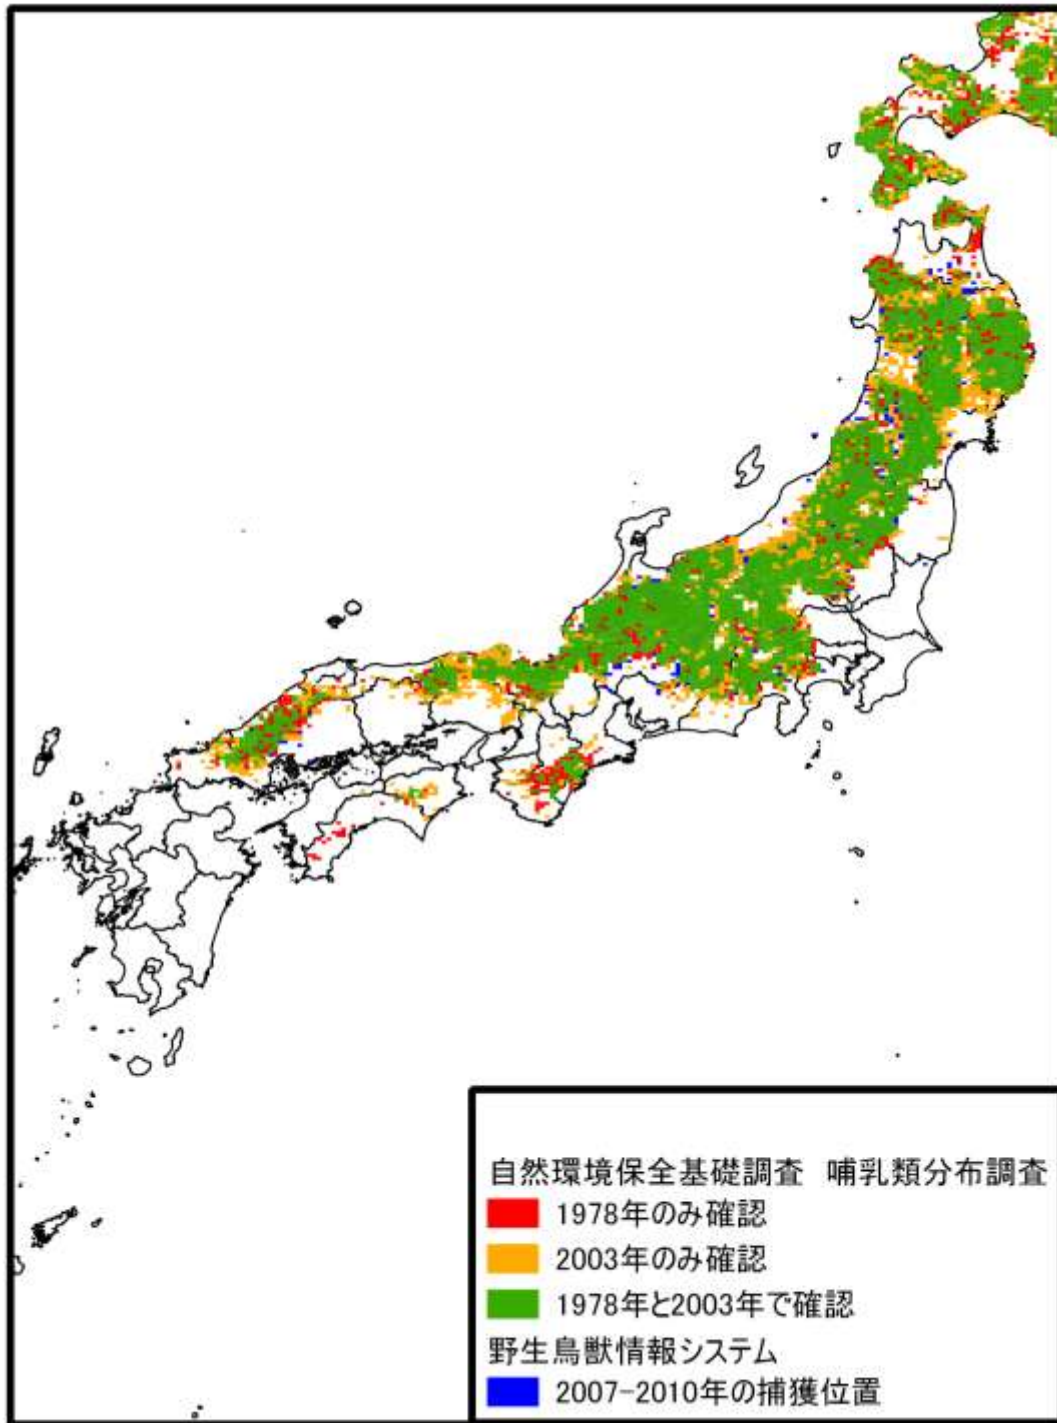 自然環境保全基礎調査　哺乳類分布調査
1978年のみ確認
2003年のみ確認
1978年と2003年で確認
野生鳥獣情報システム
2007-2010年の捕獲位置